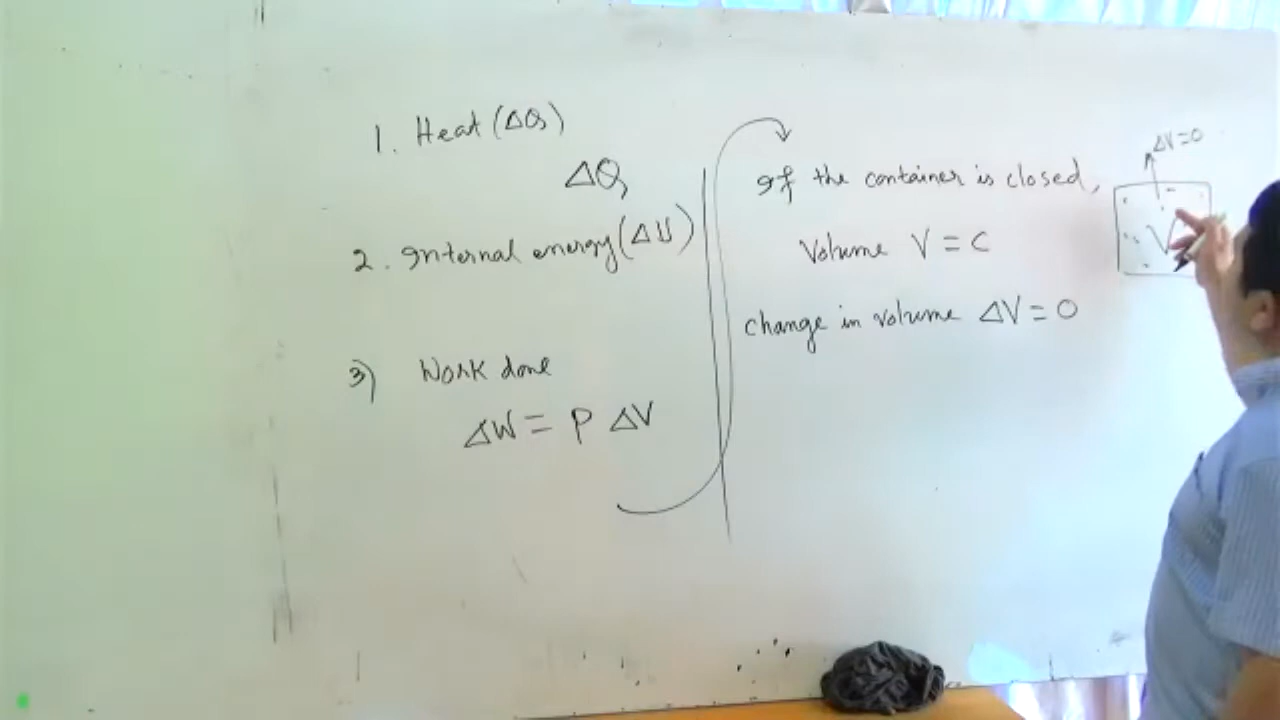 1. Heat (ΔQ)
ΔQ
2. Internal energy (ΔU)
3) Work done
ΔW = P ΔV
If the container is closed,
Volume V = C
change in volume ΔV = 0
ΔV = 0
V